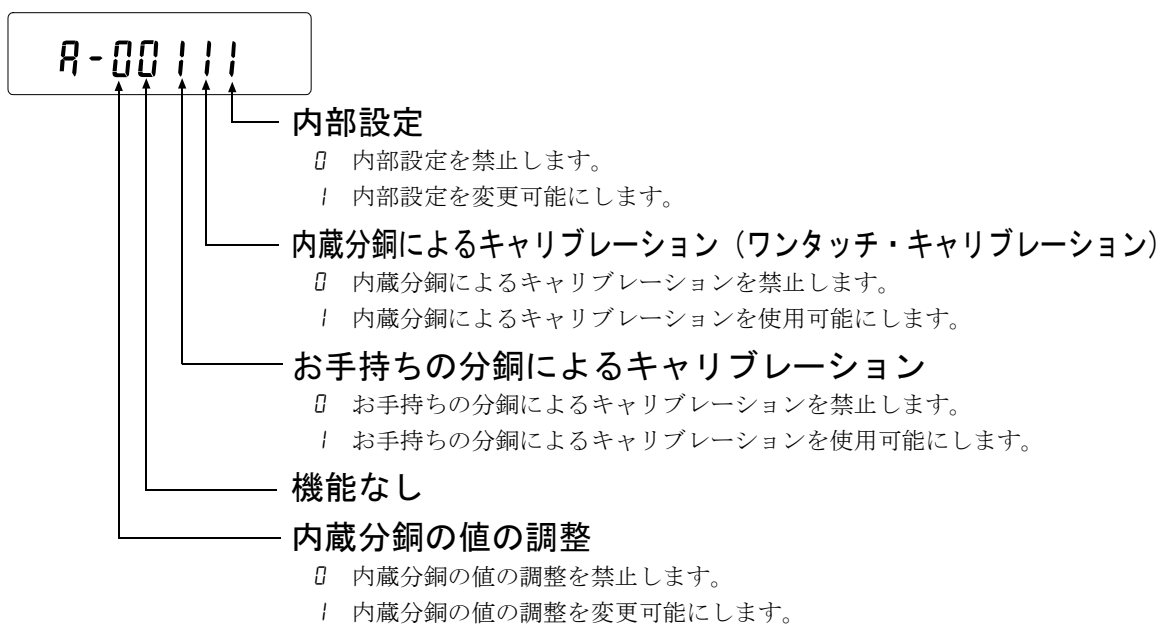 A-00111
内部設定
0 内部設定を禁止します。
1 内部設定を変更可能にします。
内蔵分銅によるキャリブレーション（ワンタッチ・キャリブレーション）
0 内蔵分銅によるキャリブレーションを禁止します。
1 内蔵分銅によるキャリブレーションを使用可能にします。
お手持ちの分銅によるキャリブレーション
0 お手持ちの分銅によるキャリブレーションを禁止します。
1 お手持ちの分銅によるキャリブレーションを使用可能にします。
機能なし
内蔵分銅の値の調整
0 内蔵分銅の値の調整を禁止します。
1 内蔵分銅の値の調整を変更可能にします。